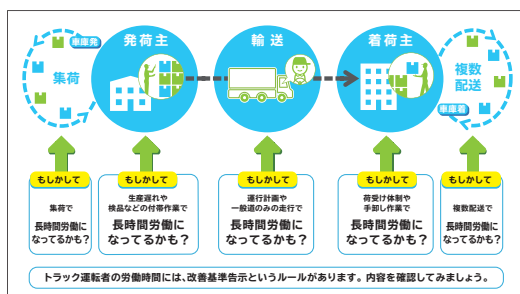 集荷
車庫発
発荷主
輸送
着荷主
複数
配送
車庫着
もしかして
集荷で
長時間労働に
なってるかも?
もしかして
生産遅れや
検品などの付帯作業で
長時間労働に
なってるかも?
もしかして
運行計画や
一般道のみの走行で
長時間労働に
なってるかも?
もしかして
荷受け体制や
手卸し作業で
長時間労働に
なってるかも?
もしかして
複数配送で
長時間労働に
なってるかも?
トラック運転者の労働時間には、改善基準告示というルールがあります。内容を確認してみましょう。